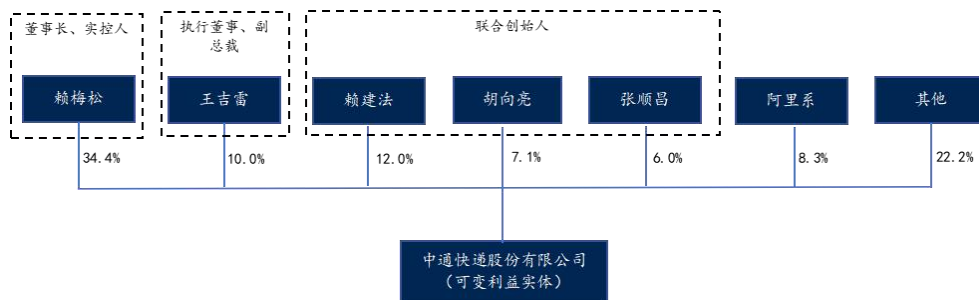 董事长、实控人
执行董事、副
总裁
联合创始人
赖梅松
王吉雷
赖建法
胡向亮
张顺昌
阿里系
其他
34.4%
10.0%
12.0%
7.1%
6.0%
8.3%
22.2%
中通快递股份有限公司
（可变利益实体）